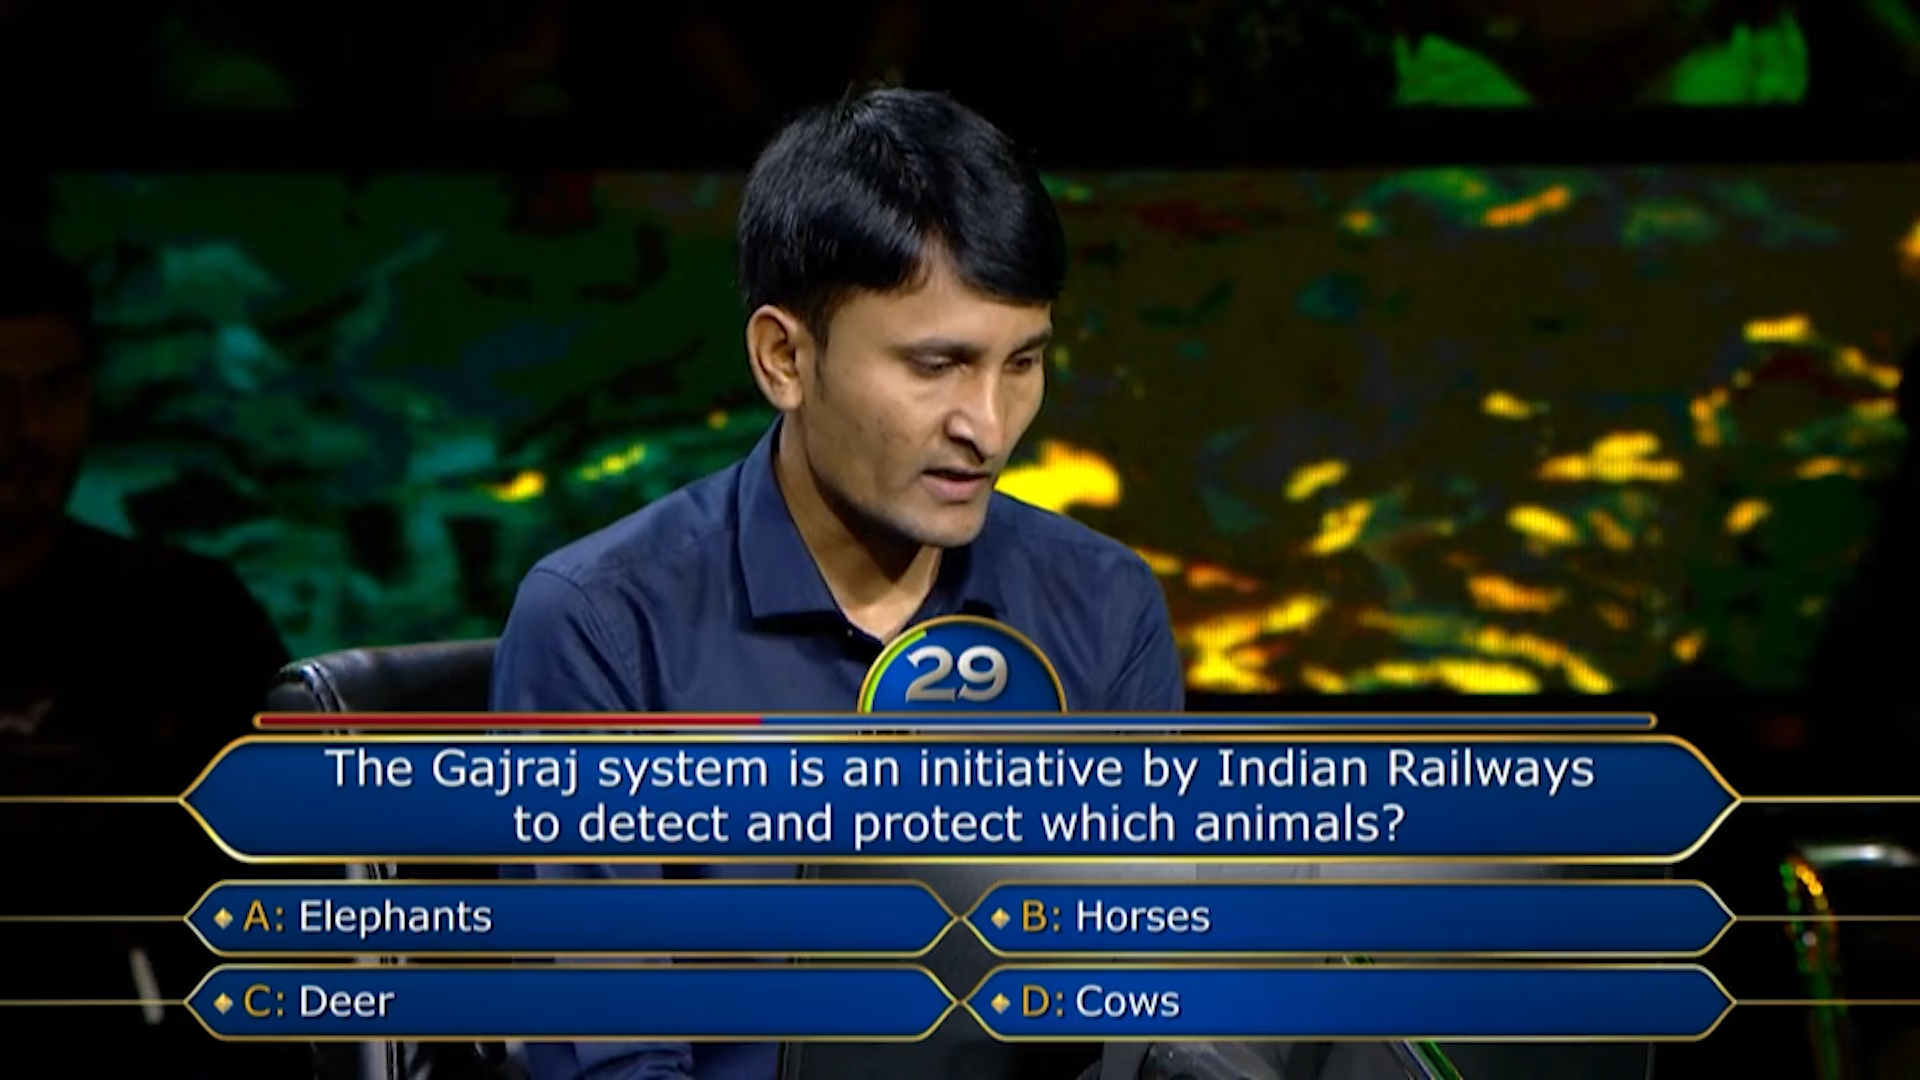 29
The Gajraj system is an initiative by Indian Railways
to detect and protect which animals?
A: Elephants
B: Horses
C: Deer
D: Cows